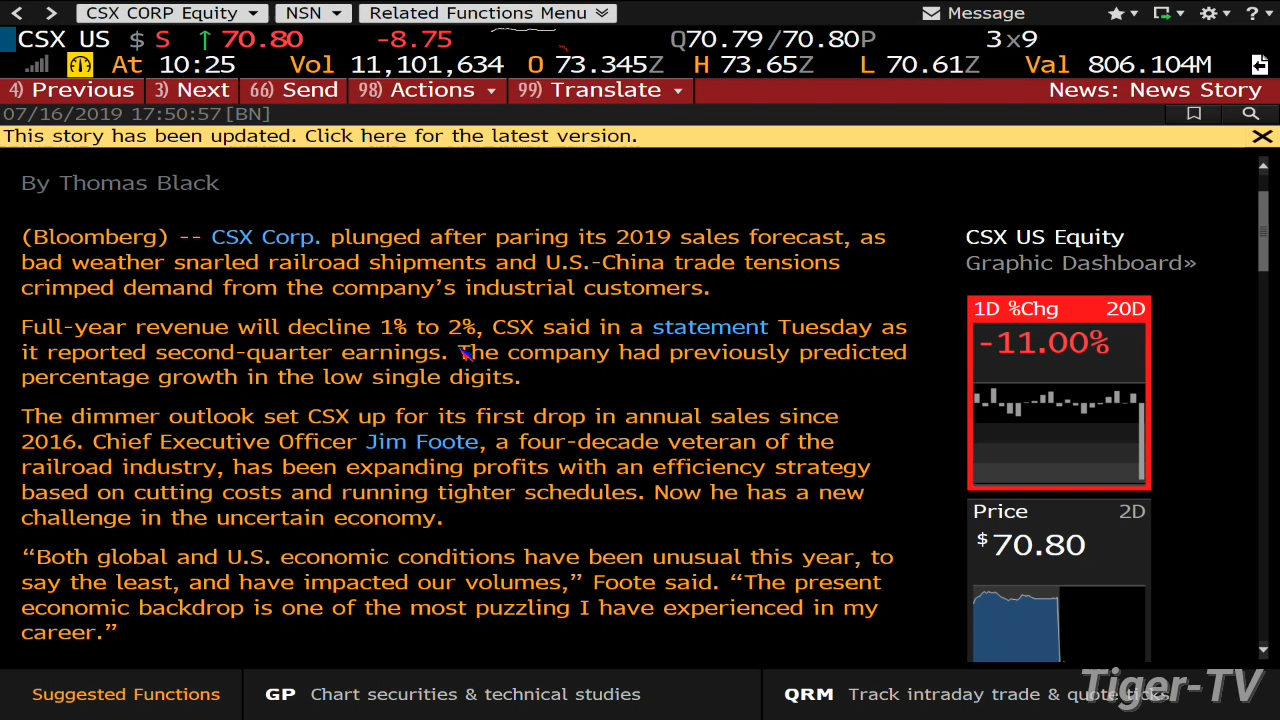 CSX CORP Equity NSN Related Functions Menu Message ?
CSX US $ S ↑ 70.80 -8.75 Q70.79/70.80P 3x9
At 10:25 Vol 11,101,634 O 73.345Z H 73.65Z L 70.61Z Val 806.104M
4) Previous 3) Next 66) Send 98) Actions 99) Translate News: News Story
07/16/2019 17:50:57[BN]
This story has been updated. Click here for the latest version.
By Thomas Black
(Bloomberg) -- CSX Corp. plunged after paring its 2019 sales forecast, as
bad weather snarled railroad shipments and U.S.-China trade tensions
crimped demand from the company's industrial customers.
Full-year revenue will decline 1% to 2%, CSX said in a statement Tuesday as
it reported second-quarter earnings. The company had previously predicted
percentage growth in the low single digits.
The dimmer outlook set CSX up for its first drop in annual sales since
2016. Chief Executive Officer Jim Foote, a four-decade veteran of the
railroad industry, has been expanding profits with an efficiency strategy
based on cutting costs and running tighter schedules. Now he has a new
challenge in the uncertain economy.
“Both global and U.S. economic conditions have been unusual this year, to
say the least, and have impacted our volumes,” Foote said. “The present
economic backdrop is one of the most puzzling I have experienced in my
career.”
CSX US Equity
Graphic Dashboard»
1D %Chg 20D
-11.00%
Price 2D
$70.80
Suggested Functions GP Chart securities & technical studies QRM Track intraday trade & quote ticks
Tiger-TV